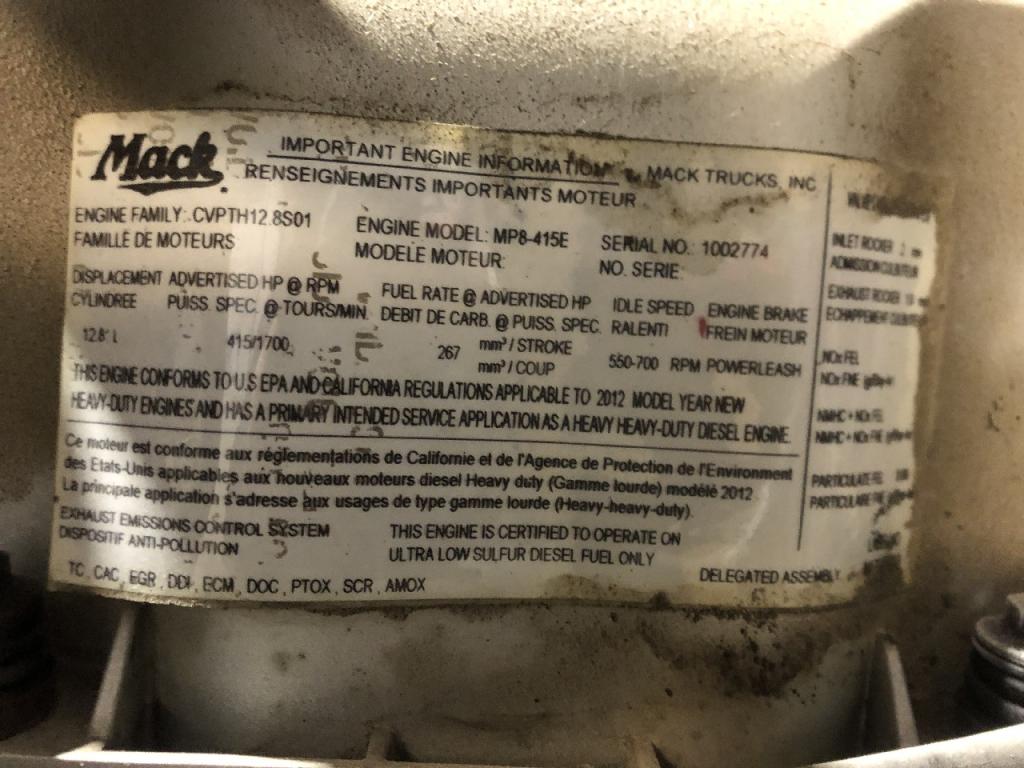 Mack
IMPORTANT ENGINE INFORMATION MACK TRUCKS, INC
RENSEIGNEMENTS IMPORTANTS MOTEUR
ENGINE FAMILY: CVPTH12.8S01
FAMILLE DE MOTEURS
ENGINE MODEL: MP8-415E
MODELE MOTEUR:
SERIAL NO.: 1002774
NO. SERIE:
DISPLACEMENT
CYLINDREE
12.8 L
ADVERTISED HP @ RPM
PUISS. SPEC. @ TOURS/MIN.
415/1700
FUEL RATE @ ADVERTISED HP
DEBIT DE CARB. @ PUISS. SPEC.
267 mm³ / STROKE
mm³ / COUP
IDLE SPEED
RALENTI
550-700 RPM
ENGINE BRAKE
FREIN MOTEUR
POWERLEASH
THIS ENGINE CONFORMS TO U.S EPA AND CALIFORNIA REGULATIONS APPLICABLE TO 2012 MODEL YEAR NEW
HEAVY-DUTY ENGINES AND HAS A PRIMARY INTENDED SERVICE APPLICATION AS A HEAVY HEAVY-DUTY DIESEL ENGINE.
Ce moteur est conforme aux réglementations de Californie et de l'Agence de Protection de l'Environment
des Etats-Unis applicables aux nouveaux moteurs diesel Heavy duty (Gamme lourde) modélé 2012
La principale application s'adresse aux usages de type gamme lourde (Heavy-heavy-duty).
EXHAUST EMISSIONS CONTROL SYSTEM
DISPOSITIF ANTI-POLLUTION
TC, CAC, EGR, DDI, ECM, DOC, PTOX, SCR, AMOX
THIS ENGINE IS CERTIFIED TO OPERATE ON
ULTRA LOW SULFUR DIESEL FUEL ONLY
DELEGATED ASSEMBLY
INLET ROCKER
ADMISSION CULBUTEUR
EXHAUST ROCKER
ECHAPPEMENT
NOx FEL
NOx FNE
NMHC + NOx FEL
NMHC + NOx FNE
PARTICULATE FEL
PARTICULAIRE FNE